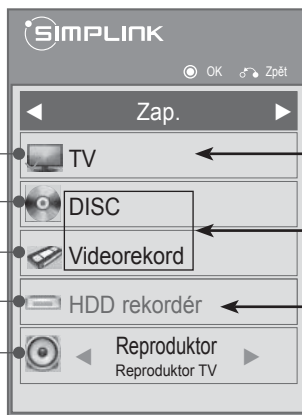 SIMPLINK
OK Zpět
Zap.
TV
DISC
Videorekord
HDD rekordér
Reproduktor
Reproduktor TV